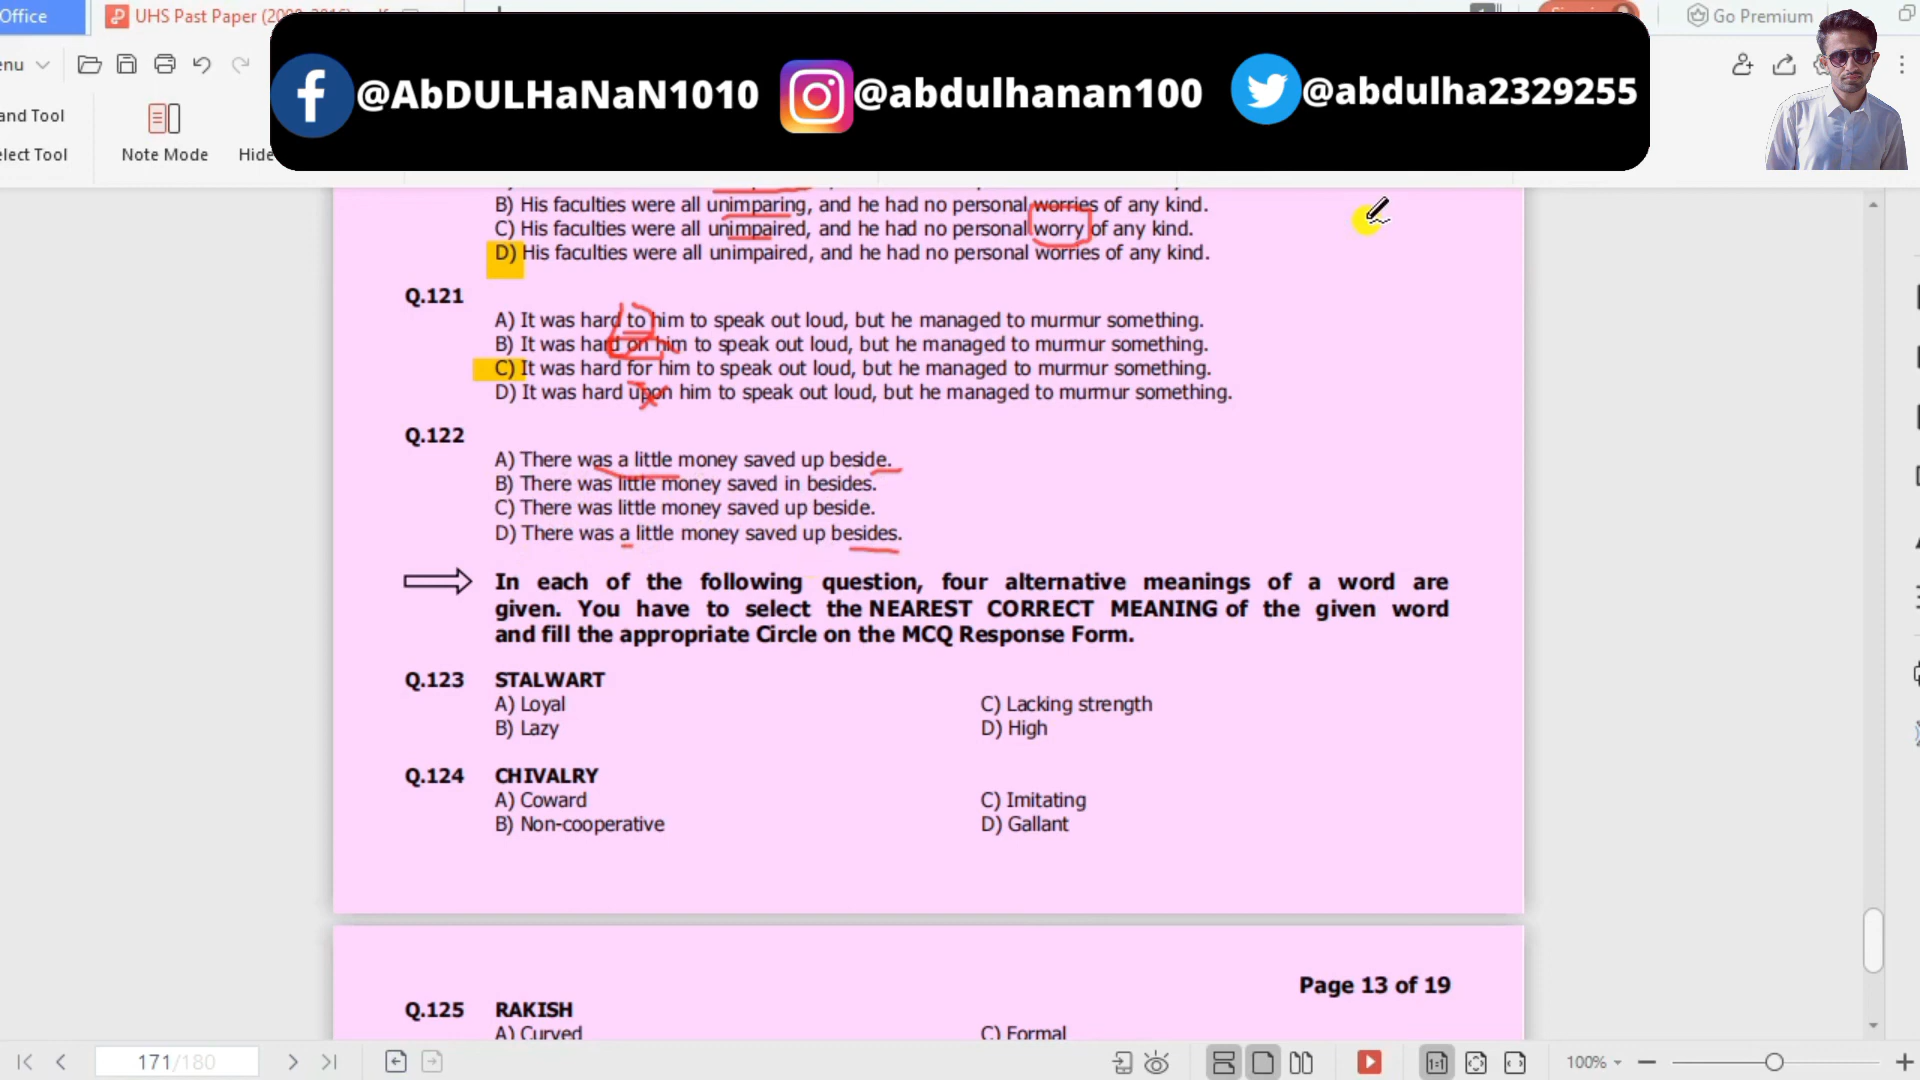 Office
UHS Past Paper (20
Go Premium
@AbDULHaNaN1010
@abdulhanan100
@abdulha2329255
enu
and Tool
elect Tool
Note Mode
Hide
B) His faculties were all unimparing, and he had no personal worries of any kind.
C) His faculties were all unimpaired, and he had no personal worry of any kind.
D) His faculties were all unimpaired, and he had no personal worries of any kind.
Q.121
A) It was hard to him to speak out loud, but he managed to murmur something.
B) It was hard on him to speak out loud, but he managed to murmur something.
C) It was hard for him to speak out loud, but he managed to murmur something.
D) It was hard upon him to speak out loud, but he managed to murmur something.
Q.122
A) There was a little money saved up beside.
B) There was little money saved in besides.
C) There was little money saved up beside.
D) There was a little money saved up besides.
In each of the following question, four alternative meanings of a word are
given. You have to select the NEAREST CORRECT MEANING of the given word
and fill the appropriate Circle on the MCQ Response Form.
Q.123 STALWART
A) Loyal C) Lacking strength
B) Lazy D) High
Q.124 CHIVALRY
A) Coward C) Imitating
B) Non-cooperative D) Gallant
Page 13 of 19
Q.125 RAKISH
A) Curved C) Formal
171/180
1:1
100%